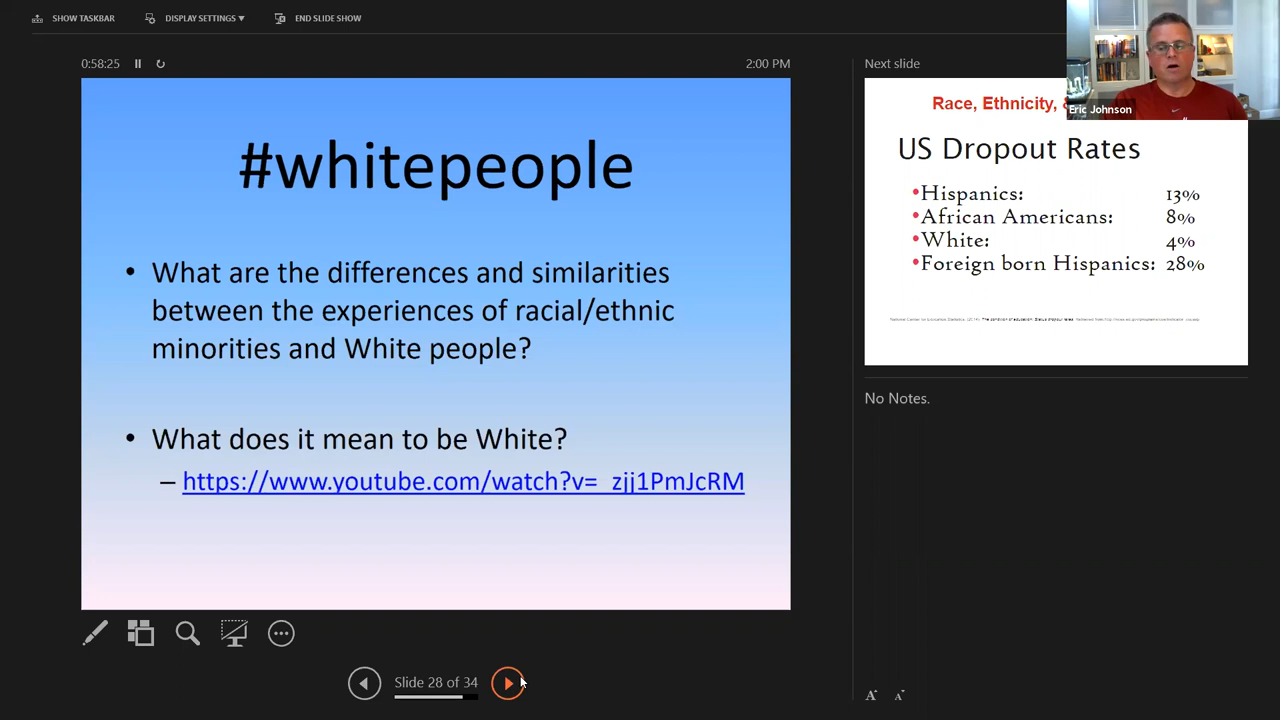 SHOW TASKBAR
DISPLAY SETTINGS ▼
END SLIDE SHOW
0:58:25
2:00 PM
#whitepeople
• What are the differences and similarities
between the experiences of racial/ethnic
minorities and White people?
• What does it mean to be White?
– https://www.youtube.com/watch?v=_zjj1PmJcRM
Slide 28 of 34
Next slide
Eric Johnson
Race, Ethnicity,
US Dropout Rates
•Hispanics: 13%
•African Americans: 8%
•White: 4%
•Foreign born Hispanics: 28%
No Notes.
A A